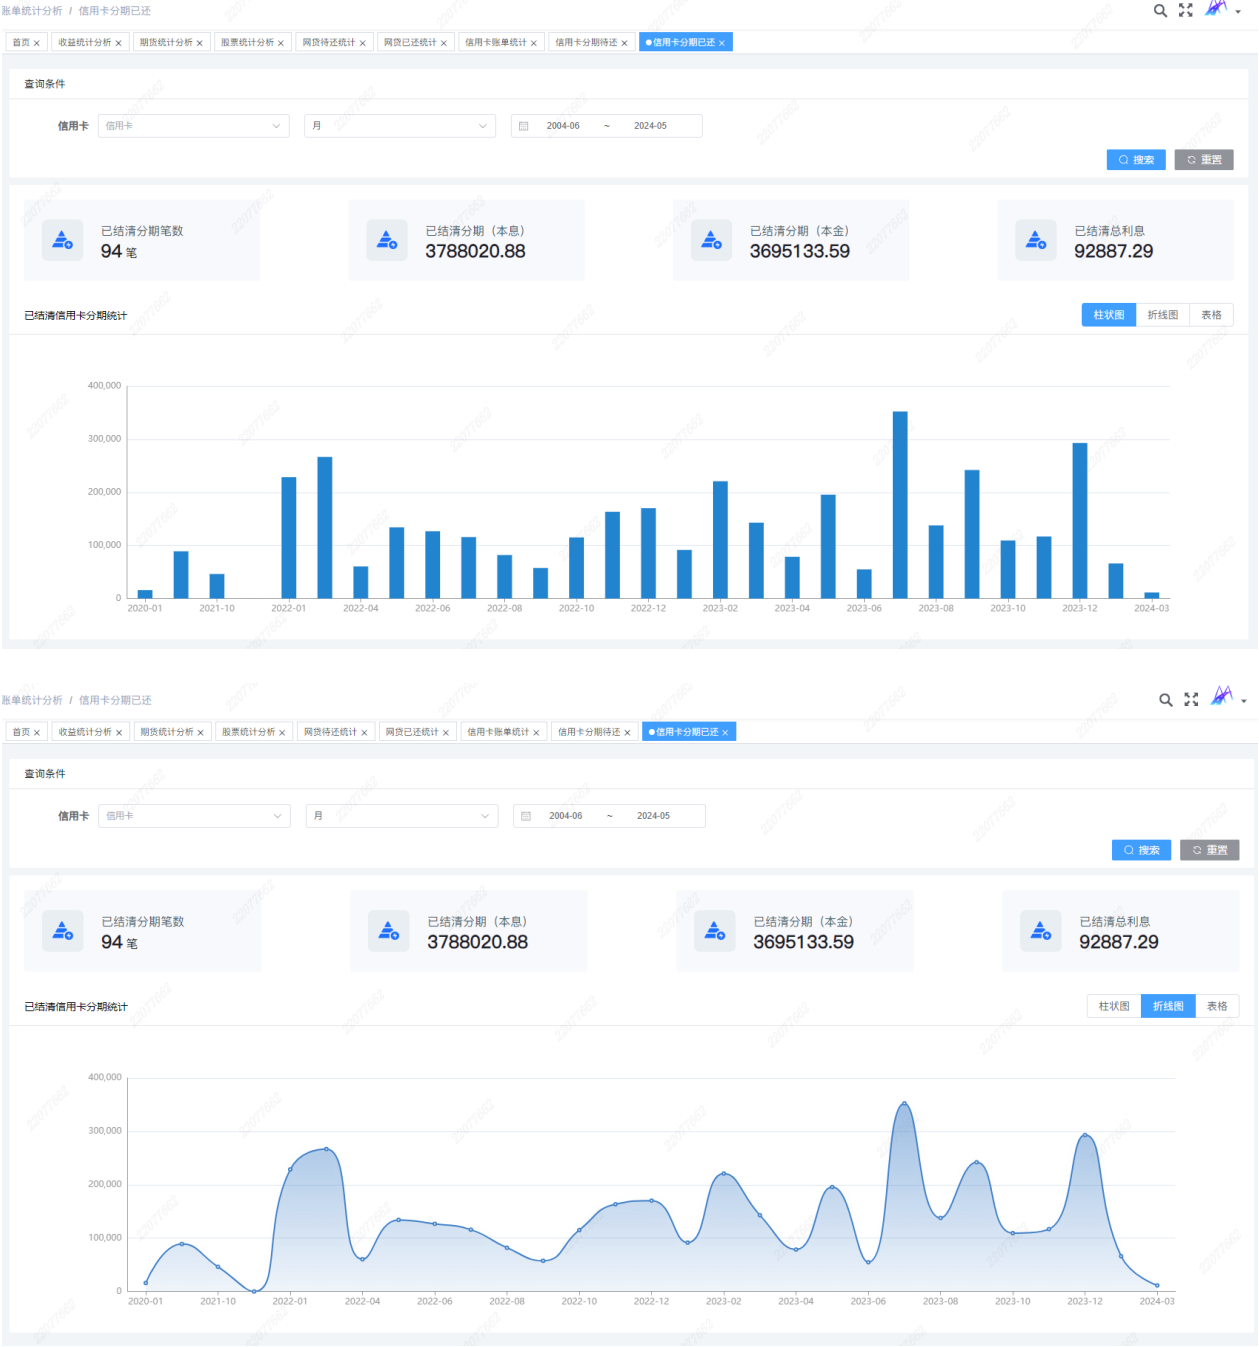 账单统计分析 / 信用卡分期已还
首页 × 收益统计分析 × 期货统计分析 × 股票统计分析 × 网贷待还统计 × 网贷已还统计 × 信用卡账单统计 × 信用卡分期待还 × 信用卡分期已还 ×
查询条件
信用卡 信用卡 月 2004-06 ~ 2024-05
搜索 重置
已结清分期笔数 已结清分期（本息） 已结清分期（本金） 已结清总利息
94 笔 3788020.88 3695133.59 92887.29
已结清信用卡分期统计 柱状图 折线图 表格
400,000
300,000
200,000
100,000
0
2020-01 2021-10 2022-01 2022-04 2022-06 2022-08 2022-10 2022-12 2023-02 2023-04 2023-06 2023-08 2023-10 2023-12 2024-03
账单统计分析 / 信用卡分期已还
首页 × 收益统计分析 × 期货统计分析 × 股票统计分析 × 网贷待还统计 × 网贷已还统计 × 信用卡账单统计 × 信用卡分期待还 × 信用卡分期已还 ×
查询条件
信用卡 信用卡 月 2004-06 ~ 2024-05
搜索 重置
已结清分期笔数 已结清分期（本息） 已结清分期（本金） 已结清总利息
94 笔 3788020.88 3695133.59 92887.29
已结清信用卡分期统计 柱状图 折线图 表格
400,000
300,000
200,000
100,000
0
2020-01 2021-10 2022-01 2022-04 2022-06 2022-08 2022-10 2022-12 2023-02 2023-04 2023-06 2023-08 2023-10 2023-12 2024-03
22077662